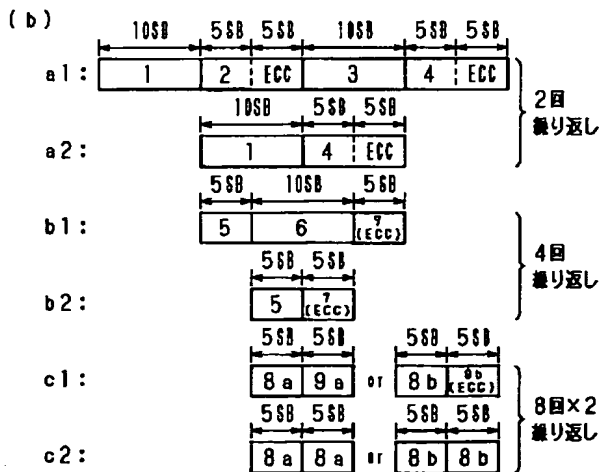 (b)
10SB 5SB 5SB 10SB 5SB 5SB
a1: 1 2 ECC 3 4 ECC
10SB 5SB 5SB
a2: 1 4 ECC
2回
繰り返し
5SB 10SB 5SB
b1: 5 6 7
(ECC)
5SB 5SB
b2: 5 7
(ECC)
4回
繰り返し
5SB 5SB 5SB 5SB
c1: 8a 9a or 8b 9b
(ECC)
5SB 5SB 5SB 5SB
c2: 8a 8a or 8b 8b
8回×2
繰り返し